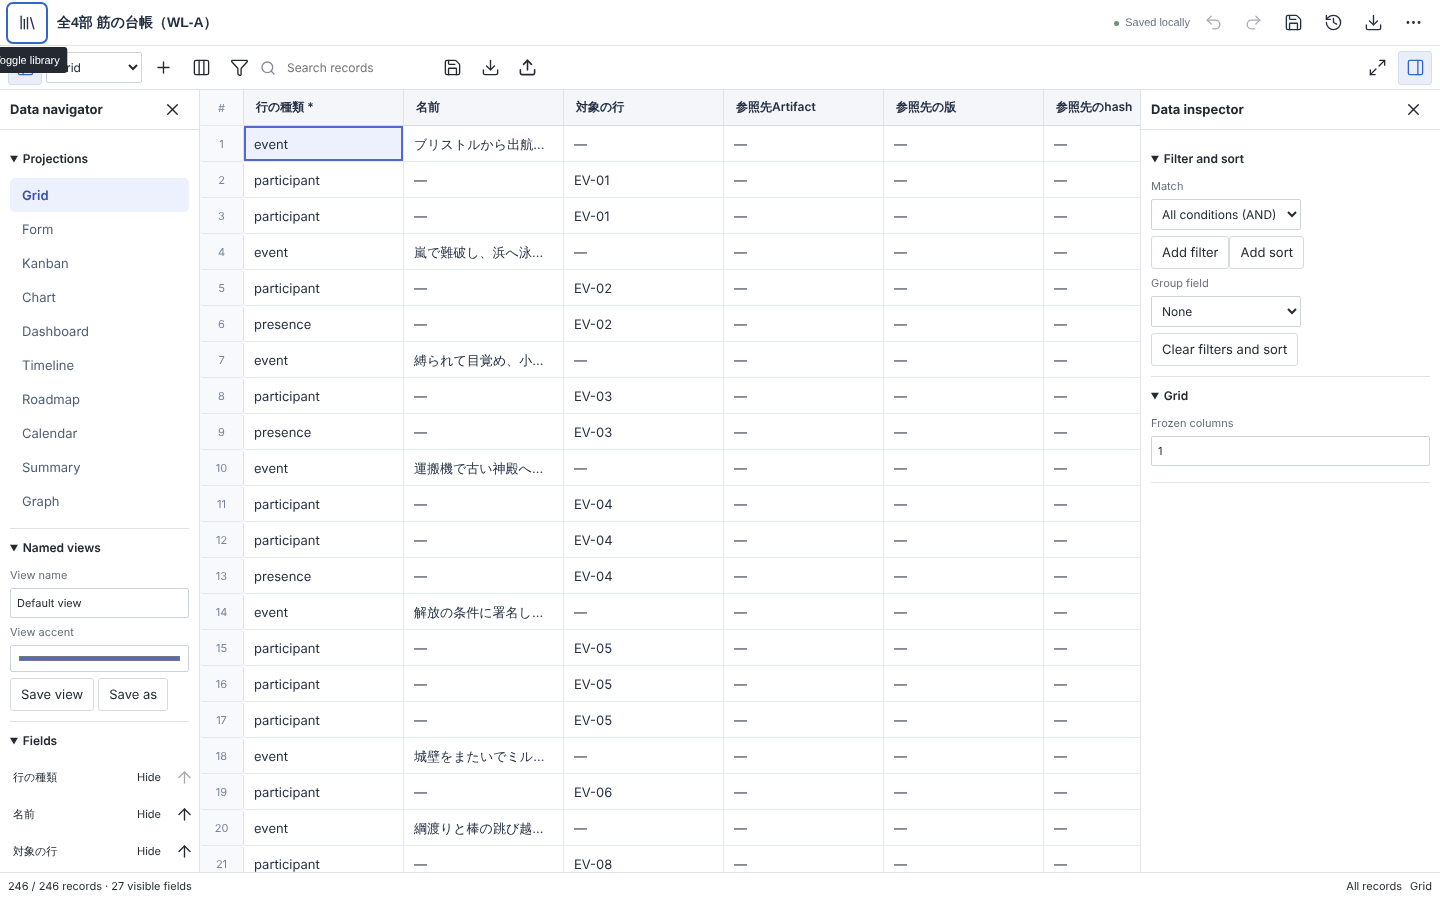 全4部 筋の台帳（WL-A）
Saved locally
oggle library
rid
Search records
Data navigator
Projections
Grid
Form
Kanban
Chart
Dashboard
Timeline
Roadmap
Calendar
Summary
Graph
Named views
View name
Default view
View accent
Save view Save as
Fields
行の種類 Hide
名前 Hide
対象の行 Hide
# 行の種類 * 名前 対象の行 参照先Artifact 参照先の版 参照先のhash
1 event ブリストルから出航... — — — —
2 participant — EV-01 — — —
3 participant — EV-01 — — —
4 event 嵐で難破し、浜へ泳... — — — —
5 participant — EV-02 — — —
6 presence — EV-02 — — —
7 event 縛られて目覚め、小... — — — —
8 participant — EV-03 — — —
9 presence — EV-03 — — —
10 event 運搬機で古い神殿へ... — — — —
11 participant — EV-04 — — —
12 participant — EV-04 — — —
13 presence — EV-04 — — —
14 event 解放の条件に署名し... — — — —
15 participant — EV-05 — — —
16 participant — EV-05 — — —
17 participant — EV-05 — — —
18 event 城壁をまたいでミル... — — — —
19 participant — EV-06 — — —
20 event 綱渡りと棒の跳び越... — — — —
21 participant — EV-08 — — —
Data inspector
Filter and sort
Match
All conditions (AND)
Add filter Add sort
Group field
None
Clear filters and sort
Grid
Frozen columns
1
246 / 246 records · 27 visible fields
All records Grid